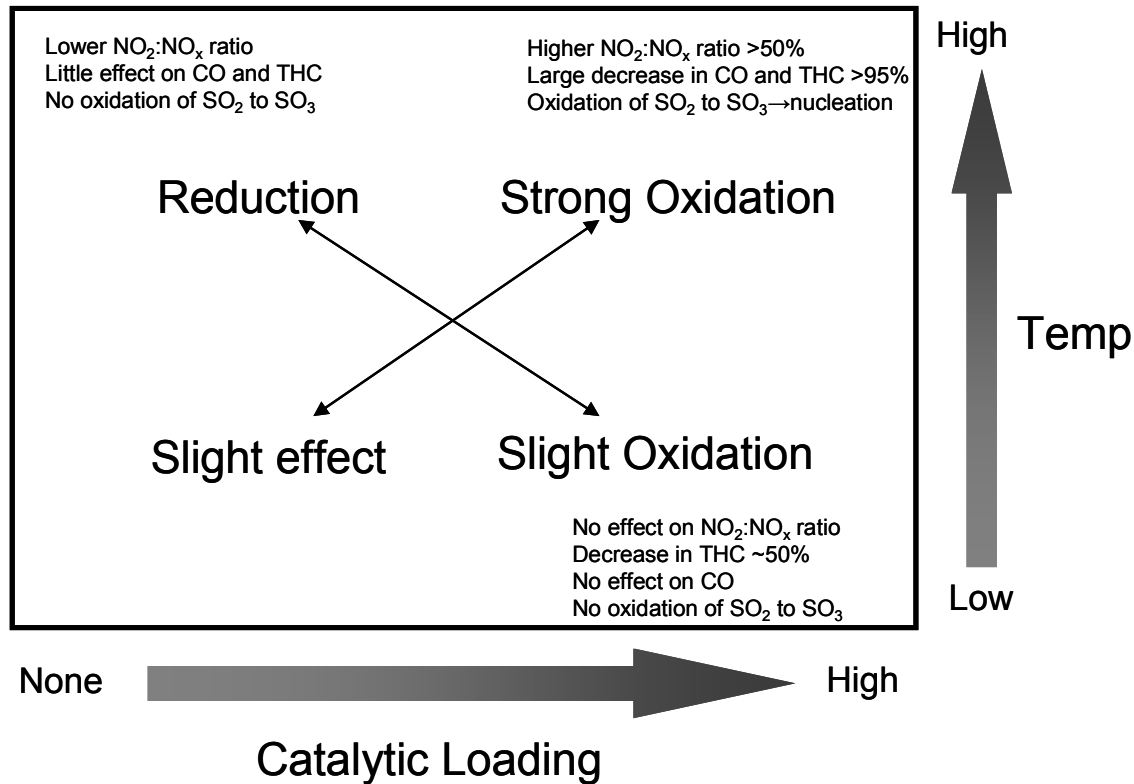 Lower NO₂:NOₓ ratio
Little effect on CO and THC
No oxidation of SO₂ to SO₃
Higher NO₂:NOₓ ratio >50%
Large decrease in CO and THC >95%
Oxidation of SO₂ to SO₃→nucleation
High
Reduction
Strong Oxidation
Temp
Slight effect
Slight Oxidation
No effect on NO₂:NOₓ ratio
Decrease in THC ~50%
No effect on CO
No oxidation of SO₂ to SO₃
Low
None
High
Catalytic Loading